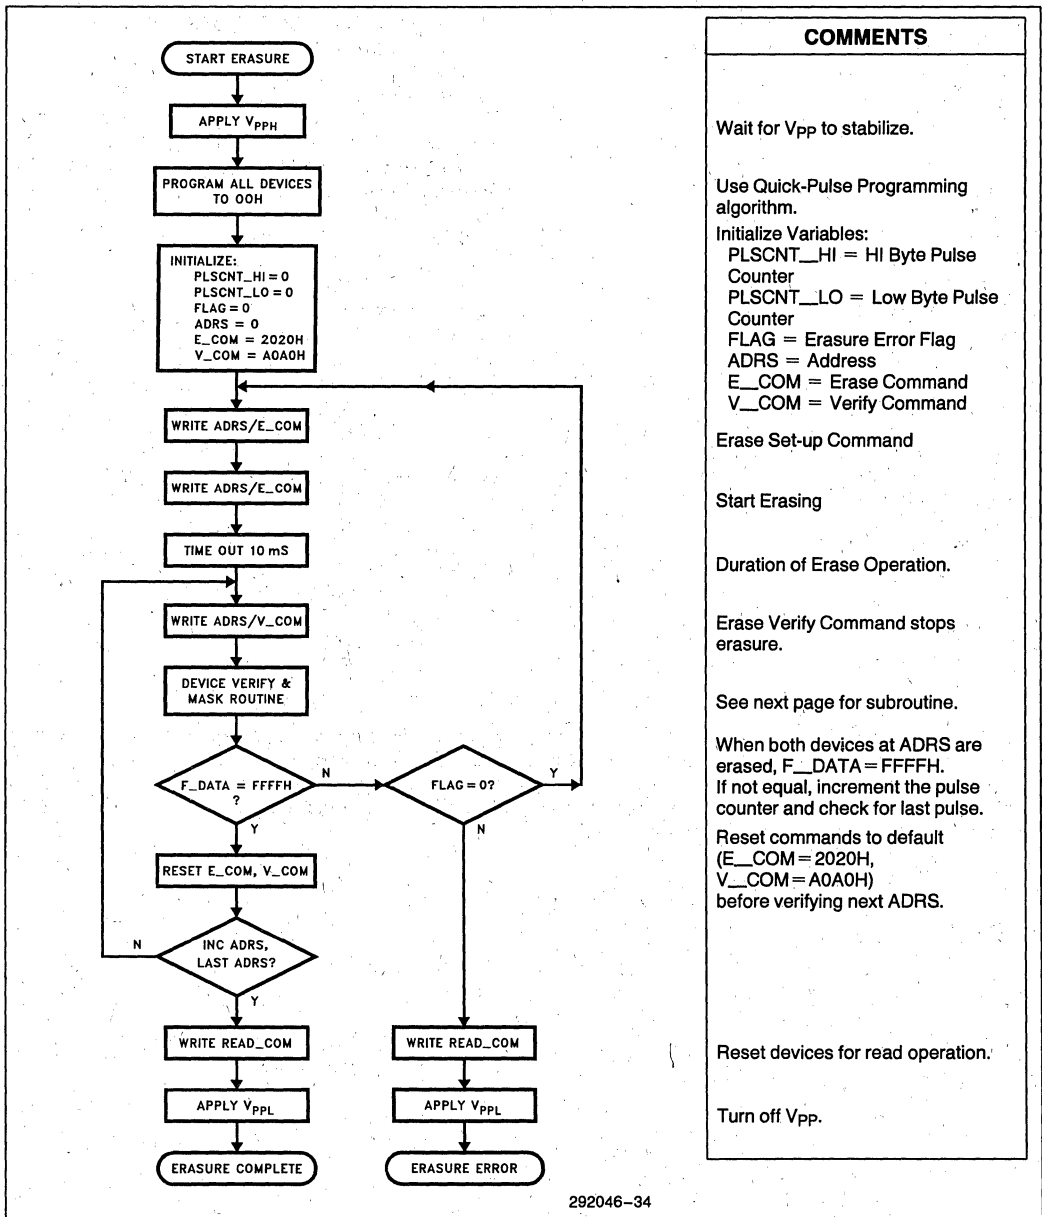 START ERASURE
APPLY VPPH
PROGRAM ALL DEVICES
TO 00H
INITIALIZE:
PLSCNT_HI = 0
PLSCNT_LO = 0
FLAG = 0
ADRS = 0
E_COM = 2020H
V_COM = A0A0H
WRITE ADRS/E_COM
WRITE ADRS/E_COM
TIME OUT 10 mS
WRITE ADRS/V_COM
DEVICE VERIFY &
MASK ROUTINE
F_DATA = FFFFH
?
N
Y
FLAG = 0?
Y
N
RESET E_COM, V_COM
INC ADRS,
LAST ADRS?
N
Y
WRITE READ_COM
WRITE READ_COM
APPLY VPPL
APPLY VPPL
ERASURE COMPLETE
ERASURE ERROR
COMMENTS
Wait for VPP to stabilize.
Use Quick-Pulse Programming
algorithm.
Initialize Variables:
PLSCNT__HI = HI Byte Pulse
Counter
PLSCNT__LO = Low Byte Pulse
Counter
FLAG = Erasure Error Flag
ADRS = Address
E__COM = Erase Command
V__COM = Verify Command
Erase Set-up Command
Start Erasing
Duration of Erase Operation.
Erase Verify Command stops
erasure.
See next page for subroutine.
When both devices at ADRS are
erased, F__DATA = FFFFH.
If not equal, increment the pulse
counter and check for last pulse.
Reset commands to default
(E__COM = 2020H,
V__COM = A0A0H)
before verifying next ADRS.
Reset devices for read operation.
Turn off VPP.
292046–34